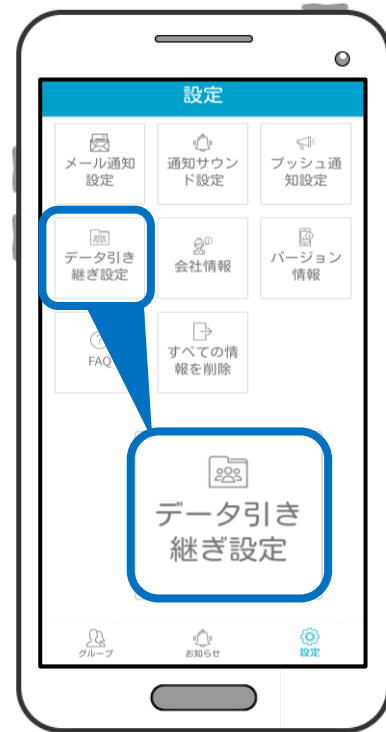 設定
メール通知
設定
通知サウン
ド設定
プッシュ通
知設定
データ引き
継ぎ設定
会社情報
バージョン
情報
FAQ
すべての情
報を削除
データ引き
継ぎ設定
グループ
お知らせ
設定